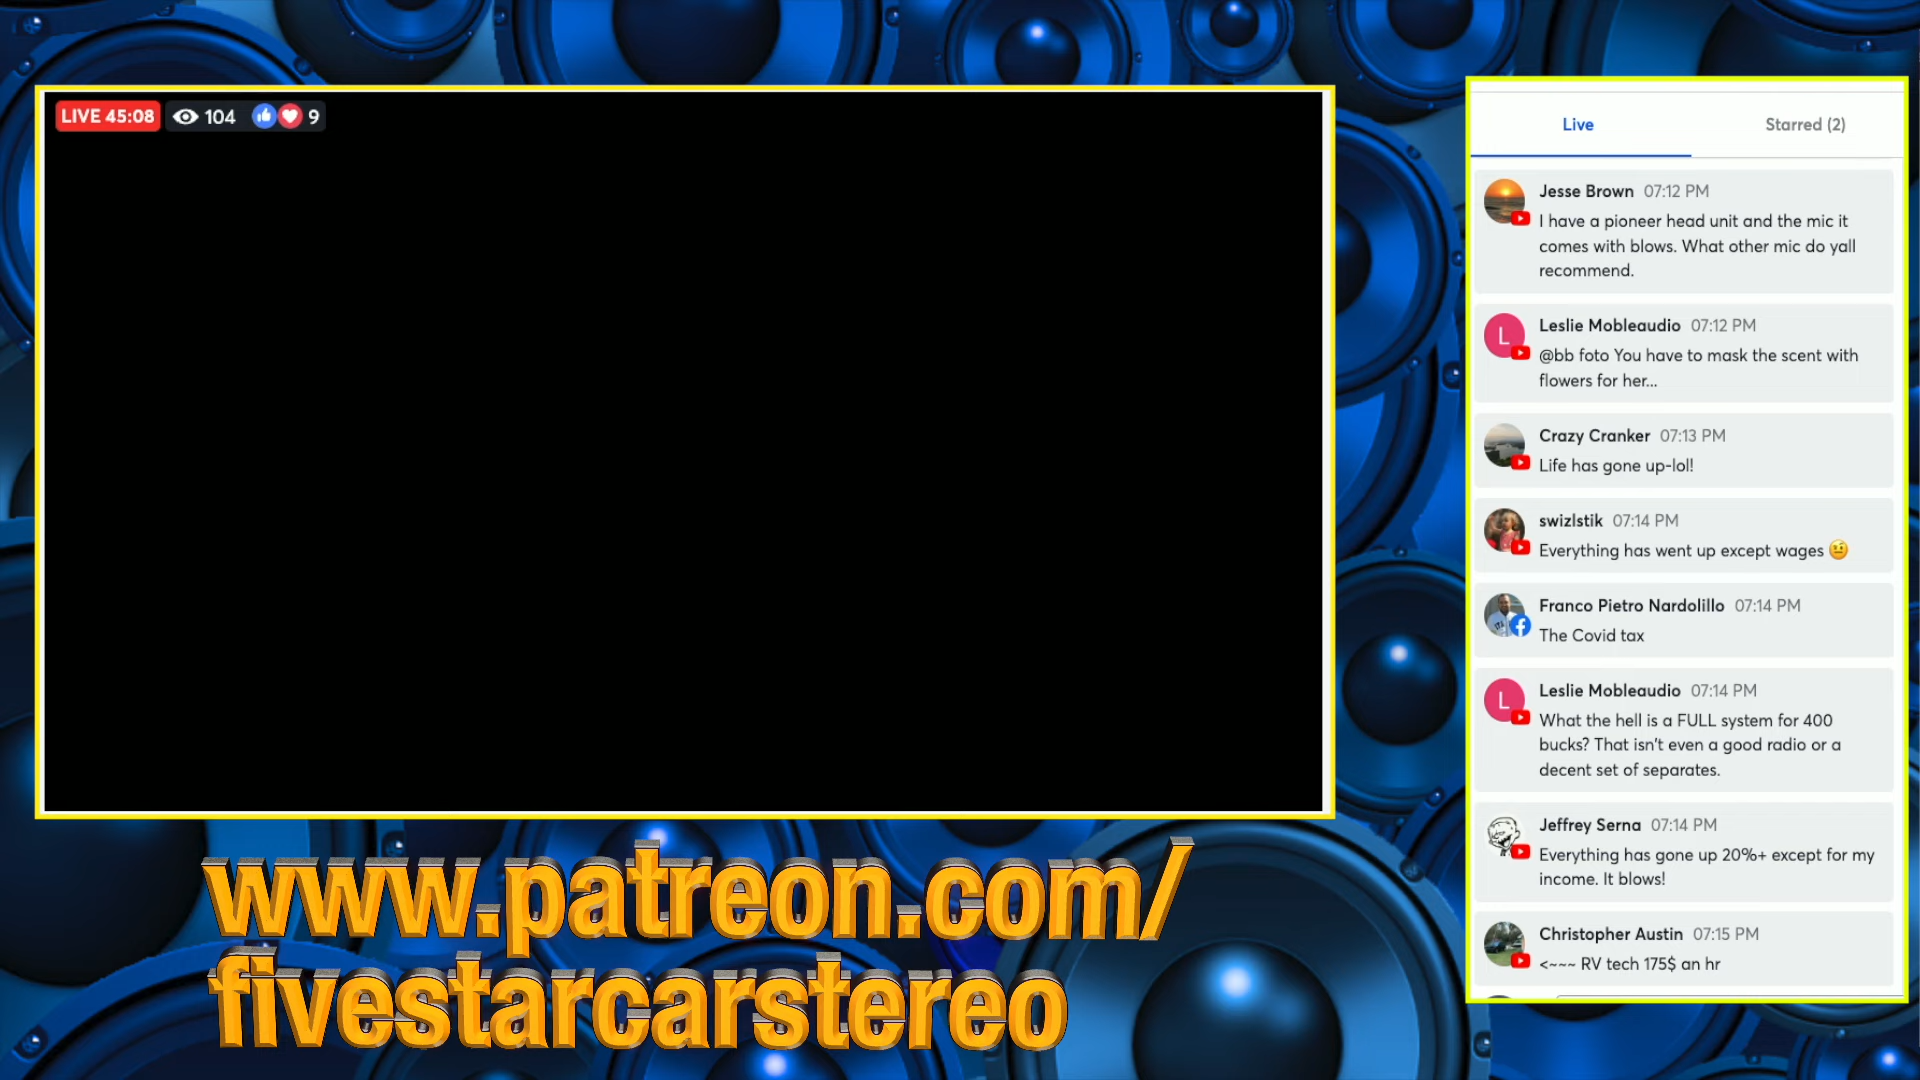 LIVE 45:08 104 9
Live Starred (2)
Jesse Brown 07:12 PM
I have a pioneer head unit and the mic it
comes with blows. What other mic do yall
recommend.
L
Leslie Mobleaudio 07:12 PM
@bb foto You have to mask the scent with
flowers for her...
Crazy Cranker 07:13 PM
Life has gone up-lol!
swizlstik 07:14 PM
Everything has went up except wages 🤨
Franco Pietro Nardolillo 07:14 PM
The Covid tax
L
Leslie Mobleaudio 07:14 PM
What the hell is a FULL system for 400
bucks? That isn't even a good radio or a
decent set of separates.
Jeffrey Serna 07:14 PM
Everything has gone up 20%+ except for my
income. It blows!
Christopher Austin 07:15 PM
<~~~ RV tech 175$ an hr
www.patreon.com/
fivestarcarstereo